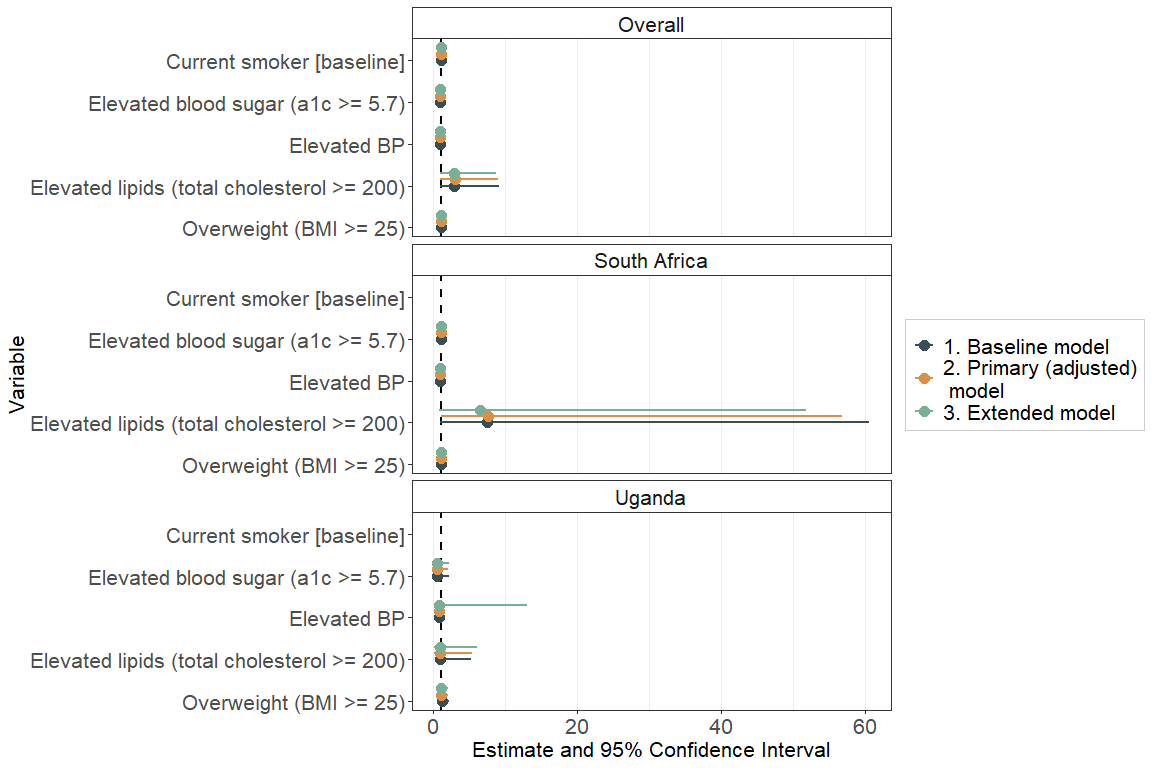 Overall
Current smoker [baseline]
Elevated blood sugar (a1c >= 5.7)
Elevated BP
Elevated lipids (total cholesterol >= 200)
Overweight (BMI >= 25)
South Africa
Current smoker [baseline]
Elevated blood sugar (a1c >= 5.7)
Elevated BP
Elevated lipids (total cholesterol >= 200)
Overweight (BMI >= 25)
Uganda
Current smoker [baseline]
Elevated blood sugar (a1c >= 5.7)
Elevated BP
Elevated lipids (total cholesterol >= 200)
Overweight (BMI >= 25)
Variable
0 20 40 60
Estimate and 95% Confidence Interval
1. Baseline model
2. Primary (adjusted)
model
3. Extended model